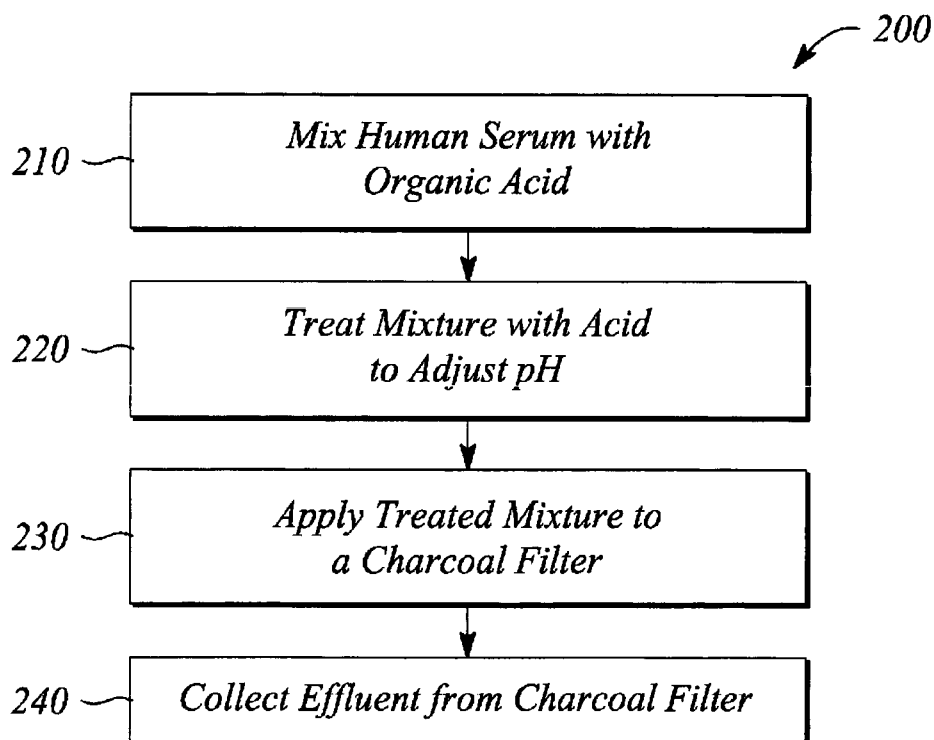 200
210
Mix Human Serum with
Organic Acid
220
Treat Mixture with Acid
to Adjust pH
230
Apply Treated Mixture to
a Charcoal Filter
240
Collect Effluent from Charcoal Filter